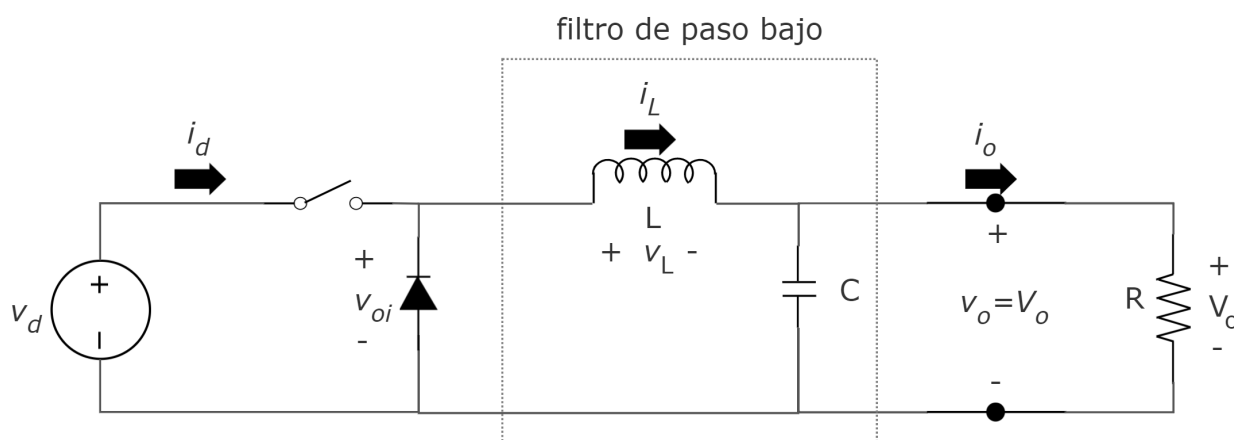 filtro de paso bajo
i_d
i_L
i_o
L
+ v_L -
+
v_d
+
-
+
v_oi
-
C
+
v_o=V_o
-
R
+
V_o
-